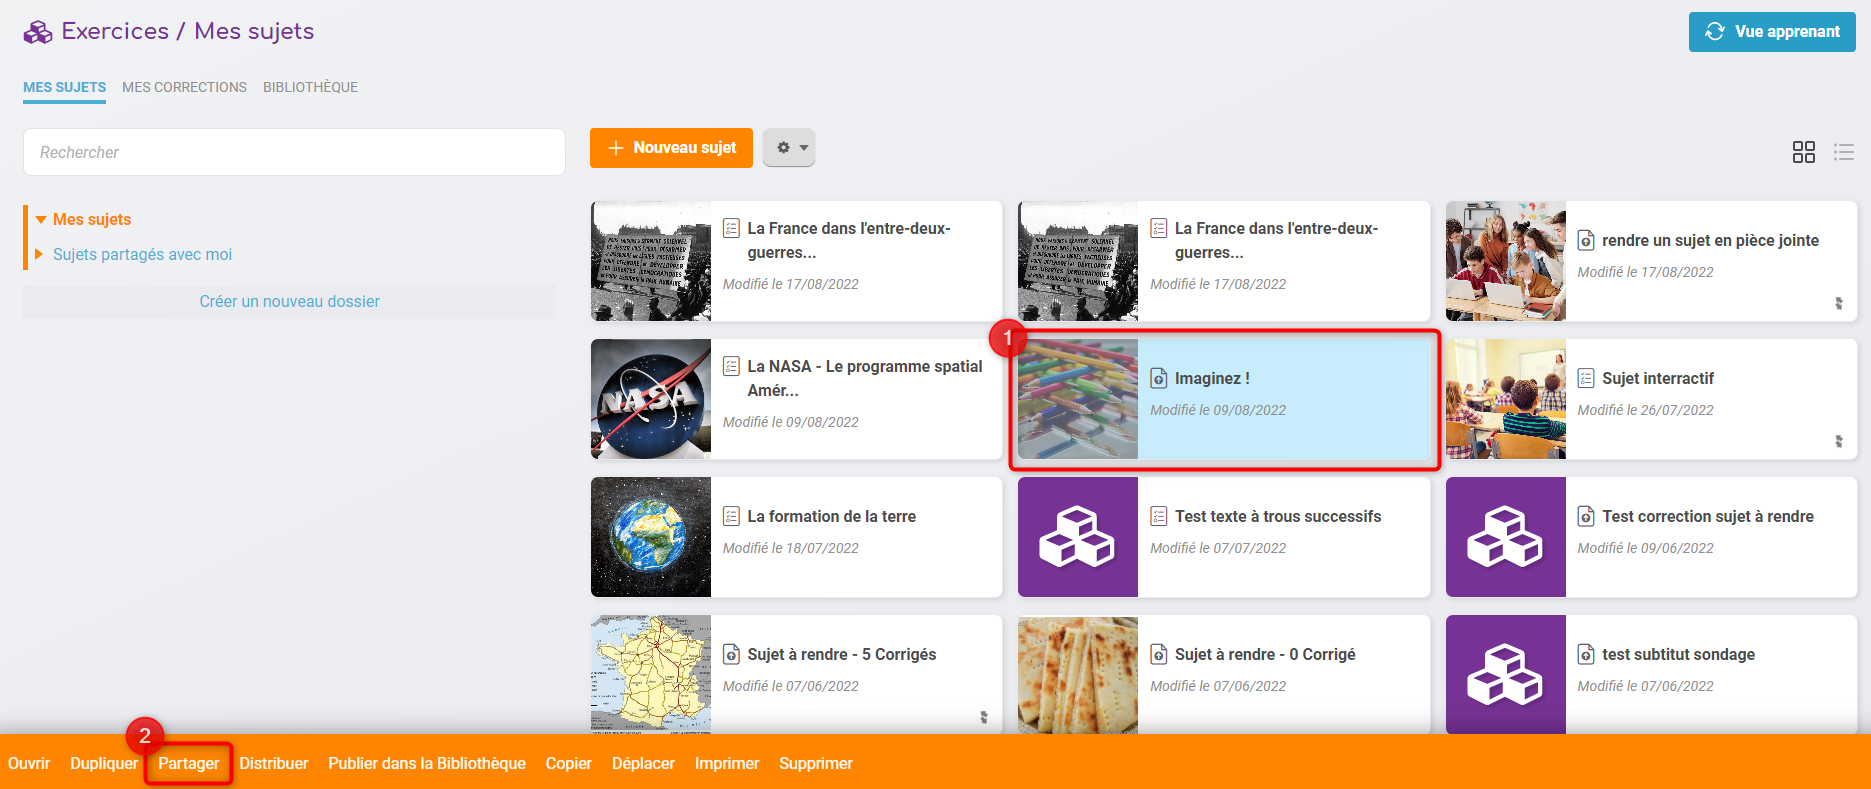 Exercices / Mes sujets
Vue apprenant
MES SUJETS
MES CORRECTIONS
BIBLIOTHÈQUE
Rechercher
Nouveau sujet
Mes sujets
Sujets partagés avec moi
Créer un nouveau dossier
La France dans l'entre-deux-
guerres...
Modifié le 17/08/2022
La France dans l'entre-deux-
guerres...
Modifié le 17/08/2022
rendre un sujet en pièce jointe
Modifié le 17/08/2022
NASA
La NASA - Le programme spatial
Amér...
Modifié le 09/08/2022
1
Imaginez !
Modifié le 09/08/2022
Sujet interractif
Modifié le 26/07/2022
La formation de la terre
Modifié le 18/07/2022
Test texte à trous successifs
Modifié le 07/07/2022
Test correction sujet à rendre
Modifié le 09/06/2022
Sujet à rendre - 5 Corrigés
Modifié le 07/06/2022
Sujet à rendre - 0 Corrigé
Modifié le 07/06/2022
test subtitut sondage
Modifié le 07/06/2022
2
Ouvrir
Dupliquer
Partager
Distribuer
Publier dans la Bibliothèque
Copier
Déplacer
Imprimer
Supprimer